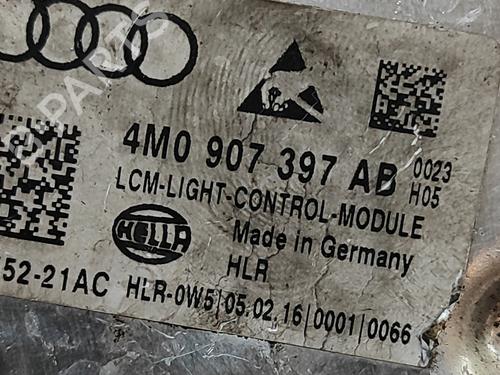 4M0 907 397 AB 0023 H05
LCM-LIGHT-CONTROL-MODULE
HELLA
Made in Germany
HLR
52-21AC HLR-0W5|05.02.16|0001|0066